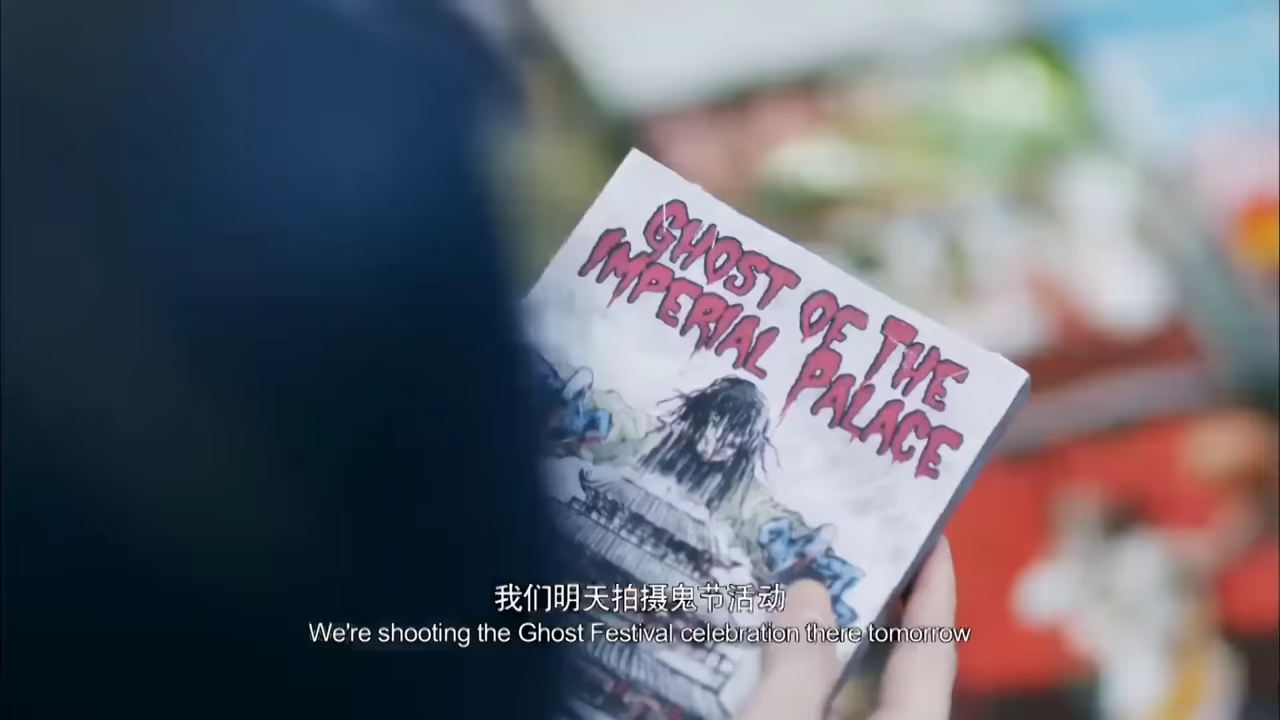 GHOST OF THE
IMPERIAL PALACE
我们明天拍摄鬼节活动
We're shooting the Ghost Festival celebration there tomorrow